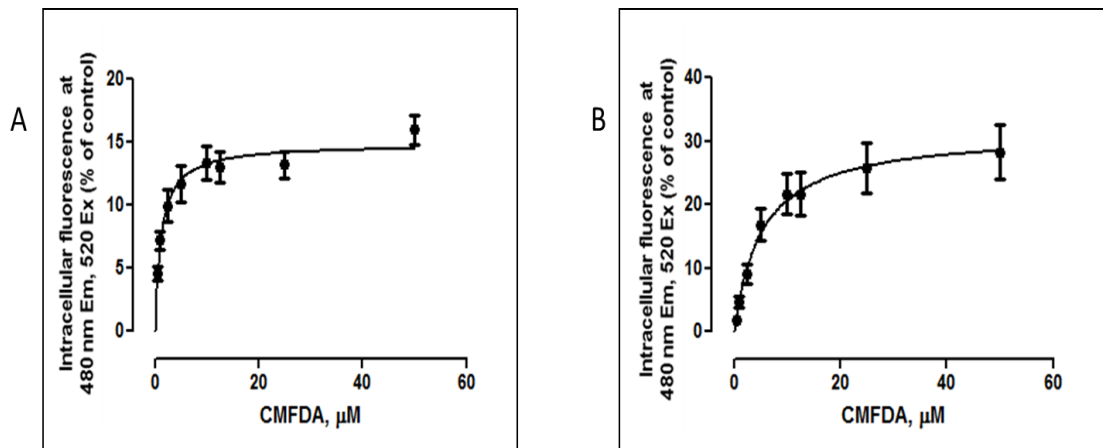 A
Intracellular fluorescence at
480 nm Em, 520 Ex (% of control)
20
15
10
5
0
0 20 40 60
CMFDA, μM
B
Intracellular fluorescence at
480 nm Em, 520 Ex (% of control)
40
30
20
10
0
0 20 40 60
CMFDA, μM